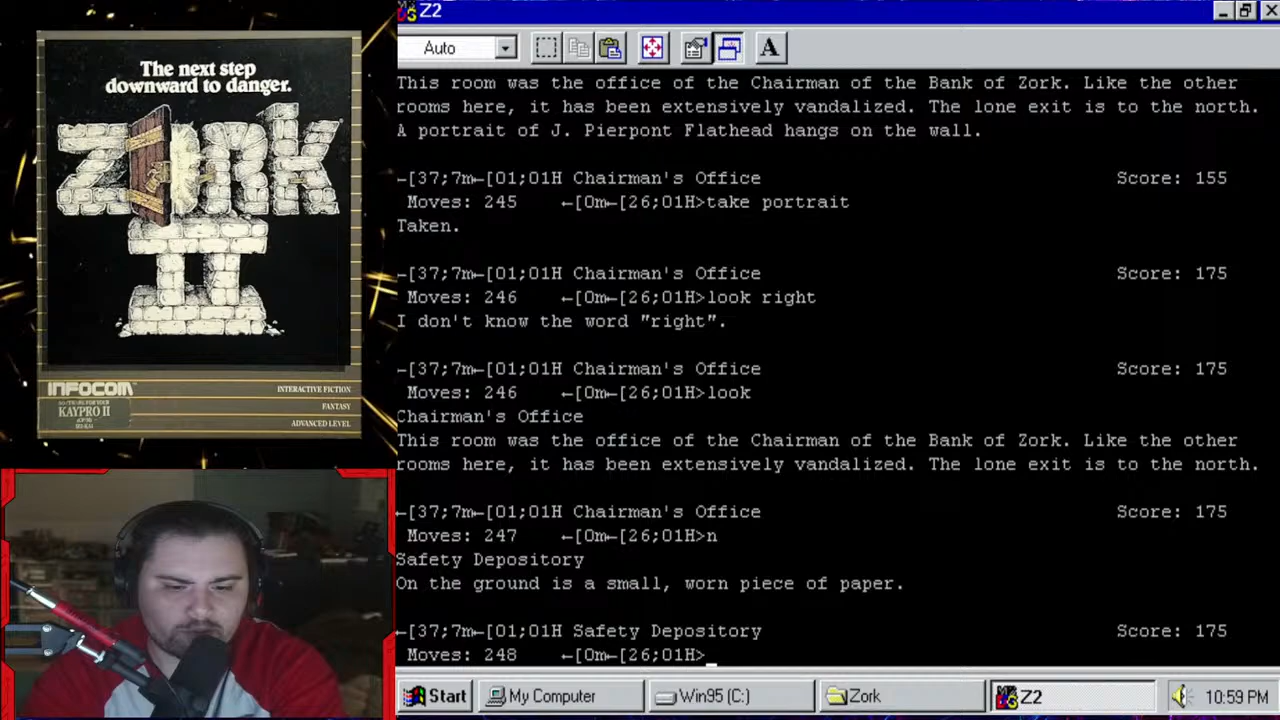 The next step
downward to danger.
ZORK
II
INFOCOM
INTERACTIVE FICTION
KAYPRO II
FANTASY
ADVANCED LEVEL
Z2
Auto
A
This room was the office of the Chairman of the Bank of Zork. Like the other
rooms here, it has been extensively vandalized. The lone exit is to the north.
A portrait of J. Pierpont Flathead hangs on the wall.
←[37;7m←[01;01H Chairman's Office Score: 155
Moves: 245 ←[0m←[26;01H>take portrait
Taken.
←[37;7m←[01;01H Chairman's Office Score: 175
Moves: 246 ←[0m←[26;01H>look right
I don't know the word "right".
←[37;7m←[01;01H Chairman's Office Score: 175
Moves: 246 ←[0m←[26;01H>look
Chairman's Office
This room was the office of the Chairman of the Bank of Zork. Like the other
rooms here, it has been extensively vandalized. The lone exit is to the north.
←[37;7m←[01;01H Chairman's Office Score: 175
Moves: 247 ←[0m←[26;01H>n
Safety Depository
On the ground is a small, worn piece of paper.
←[37;7m←[01;01H Safety Depository Score: 175
Moves: 248 ←[0m←[26;01H>_
Start My Computer Win95 (C:) Zork Z2 10:59 PM